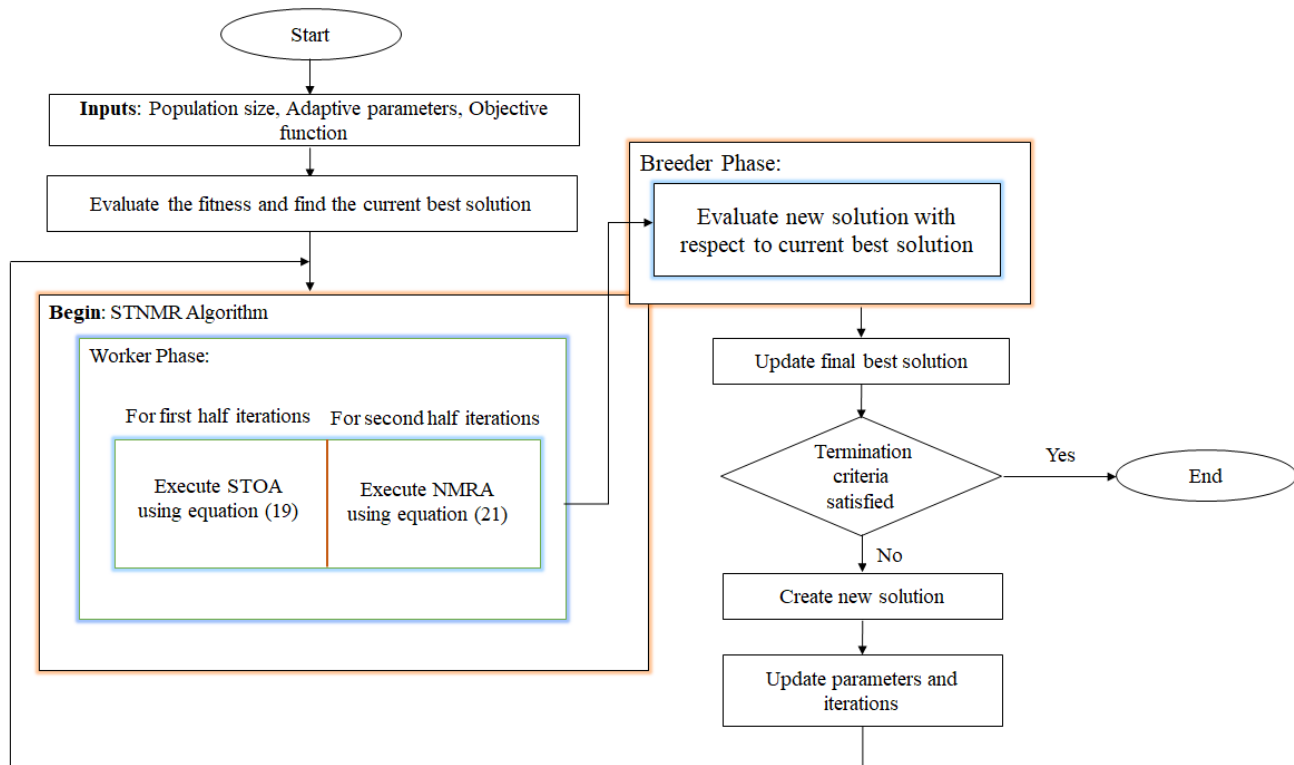 Start
Inputs: Population size, Adaptive parameters, Objective
function
Evaluate the fitness and find the current best solution
Begin: STNMR Algorithm
Worker Phase:
For first half iterations
For second half iterations
Execute STOA
using equation (19)
Execute NMRA
using equation (21)
Breeder Phase:
Evaluate new solution with
respect to current best solution
Update final best solution
Termination
criteria
satisfied
Yes
End
No
Create new solution
Update parameters and
iterations